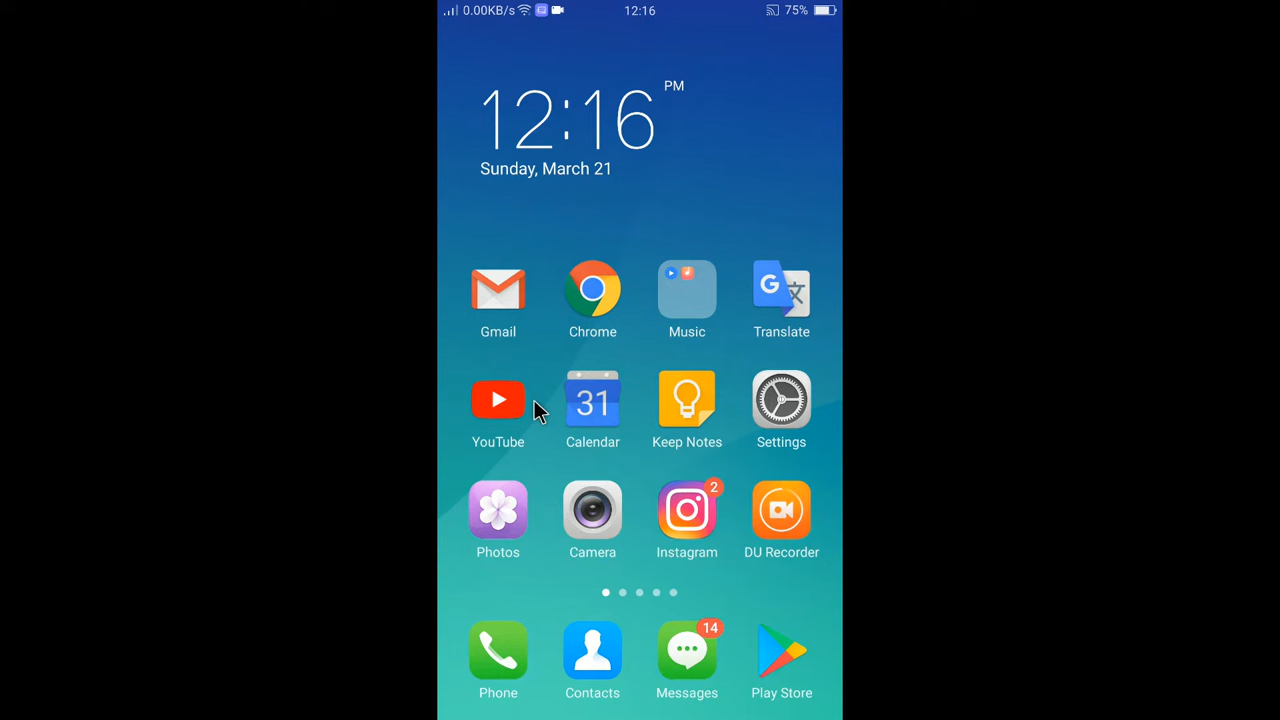 0.00KB/s 12:16 75%
PM
12:16
Sunday, March 21
Gmail Chrome Music Translate
31
YouTube Calendar Keep Notes Settings
2
Photos Camera Instagram DU Recorder
14
Phone Contacts Messages Play Store